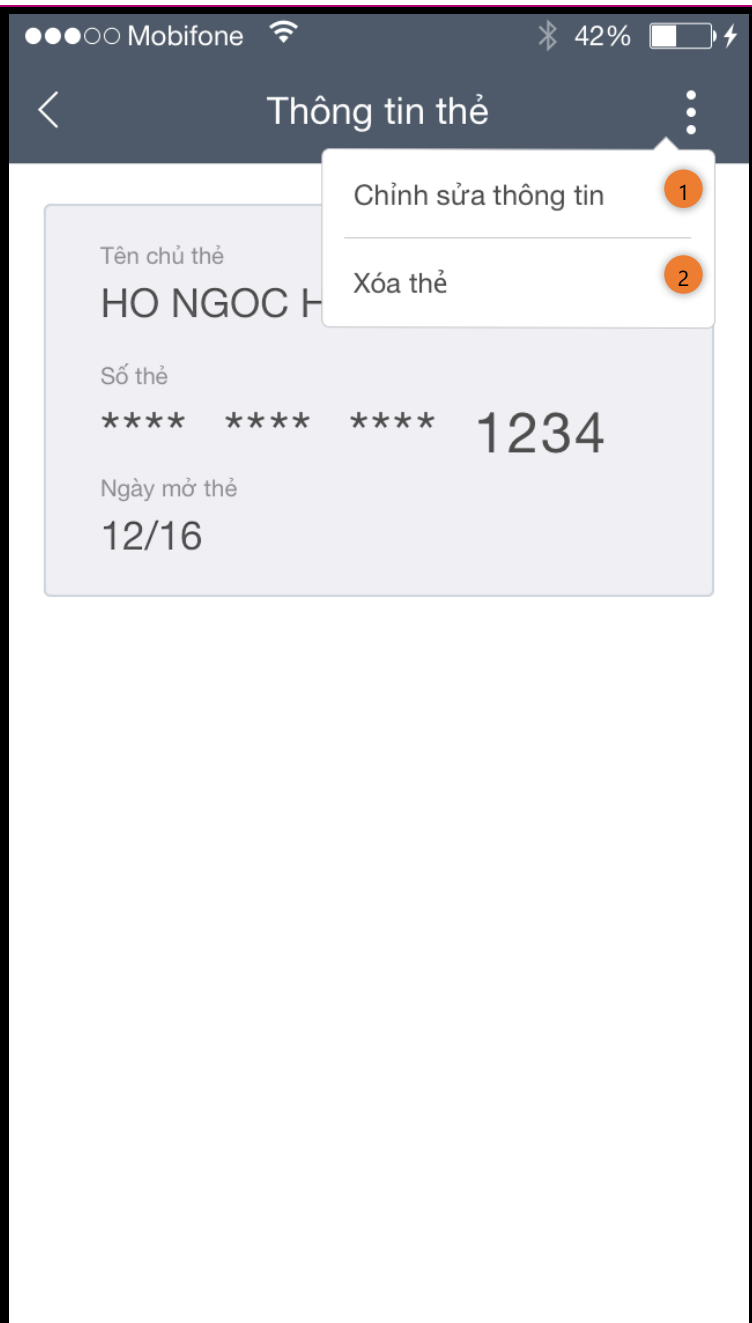 Mobifone 42%
Thông tin thẻ
Chỉnh sửa thông tin 1
Xóa thẻ 2
Tên chủ thẻ
HO NGOC H
Số thẻ
**** **** **** 1234
Ngày mở thẻ
12/16